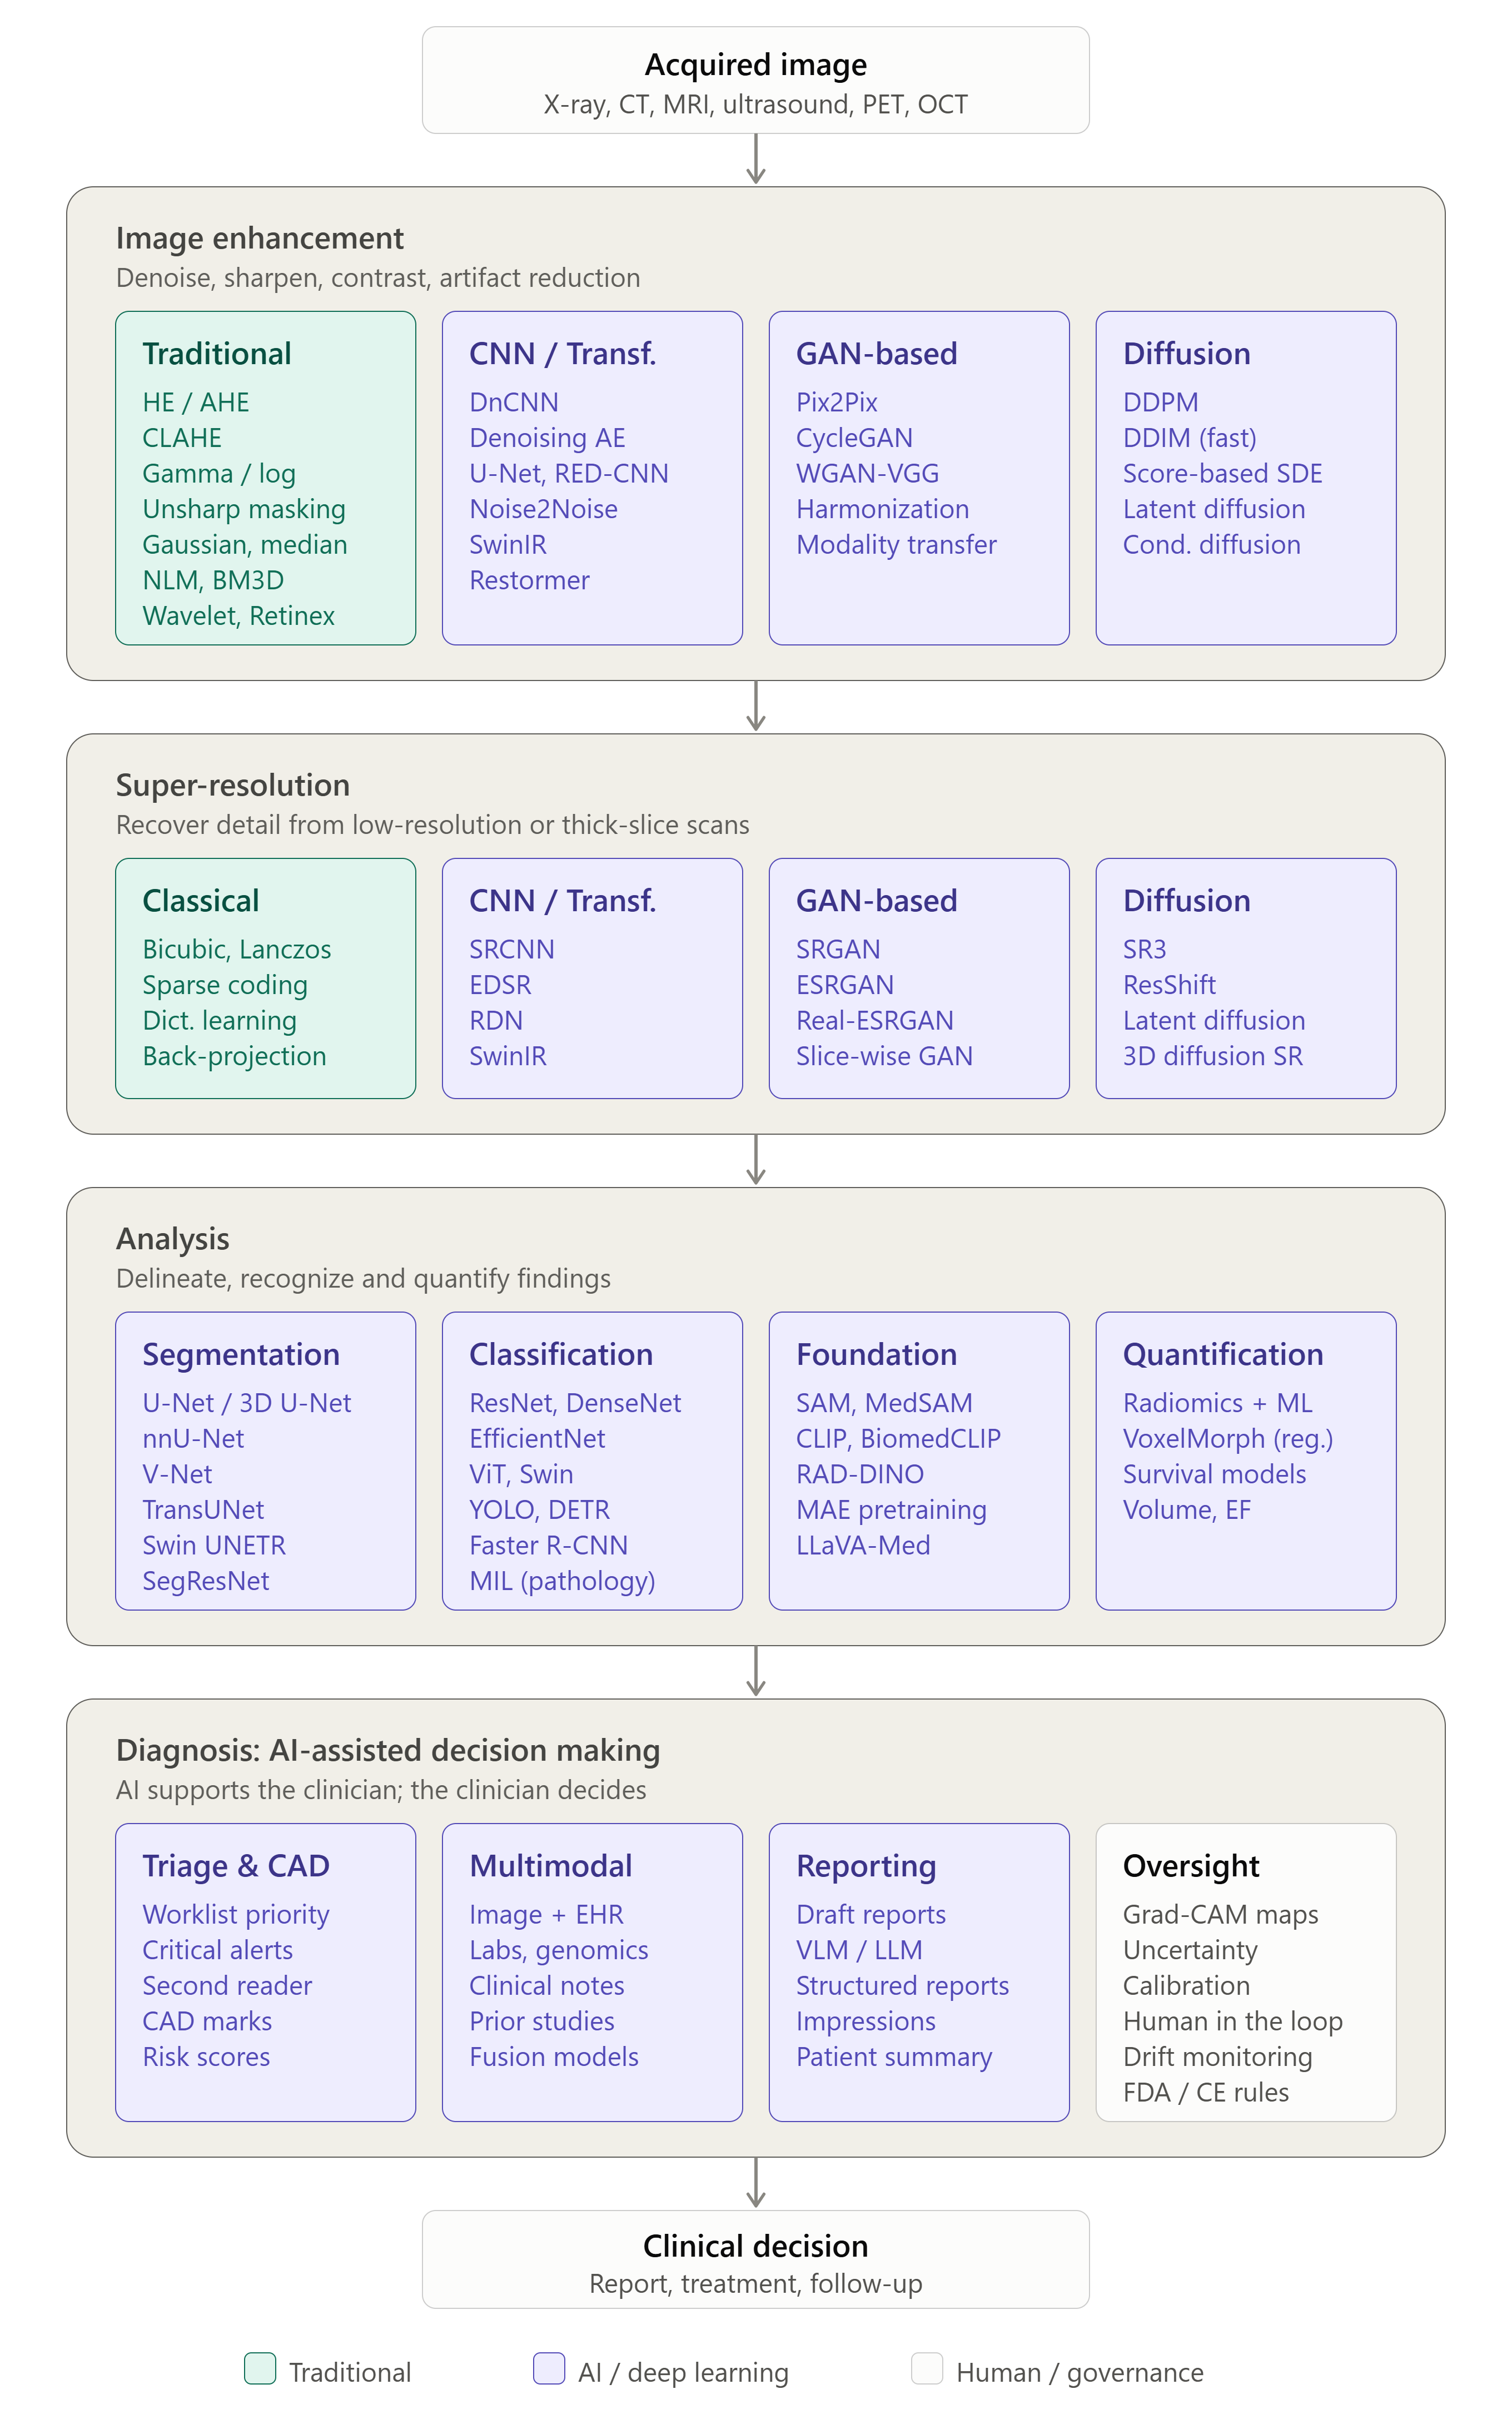 Acquired image
X-ray, CT, MRI, ultrasound, PET, OCT
Image enhancement
Denoise, sharpen, contrast, artifact reduction
Traditional
HE / AHE
CLAHE
Gamma / log
Unsharp masking
Gaussian, median
NLM, BM3D
Wavelet, Retinex
CNN / Transf.
DnCNN
Denoising AE
U-Net, RED-CNN
Noise2Noise
SwinIR
Restormer
GAN-based
Pix2Pix
CycleGAN
WGAN-VGG
Harmonization
Modality transfer
Diffusion
DDPM
DDIM (fast)
Score-based SDE
Latent diffusion
Cond. diffusion
Super-resolution
Recover detail from low-resolution or thick-slice scans
Classical
Bicubic, Lanczos
Sparse coding
Dict. learning
Back-projection
CNN / Transf.
SRCNN
EDSR
RDN
SwinIR
GAN-based
SRGAN
ESRGAN
Real-ESRGAN
Slice-wise GAN
Diffusion
SR3
ResShift
Latent diffusion
3D diffusion SR
Analysis
Delineate, recognize and quantify findings
Segmentation
U-Net / 3D U-Net
nnU-Net
V-Net
TransUNet
Swin UNETR
SegResNet
Classification
ResNet, DenseNet
EfficientNet
ViT, Swin
YOLO, DETR
Faster R-CNN
MIL (pathology)
Foundation
SAM, MedSAM
CLIP, BiomedCLIP
RAD-DINO
MAE pretraining
LLaVA-Med
Quantification
Radiomics + ML
VoxelMorph (reg.)
Survival models
Volume, EF
Diagnosis: AI-assisted decision making
AI supports the clinician; the clinician decides
Triage & CAD
Worklist priority
Critical alerts
Second reader
CAD marks
Risk scores
Multimodal
Image + EHR
Labs, genomics
Clinical notes
Prior studies
Fusion models
Reporting
Draft reports
VLM / LLM
Structured reports
Impressions
Patient summary
Oversight
Grad-CAM maps
Uncertainty
Calibration
Human in the loop
Drift monitoring
FDA / CE rules
Clinical decision
Report, treatment, follow-up
Traditional
AI / deep learning
Human / governance